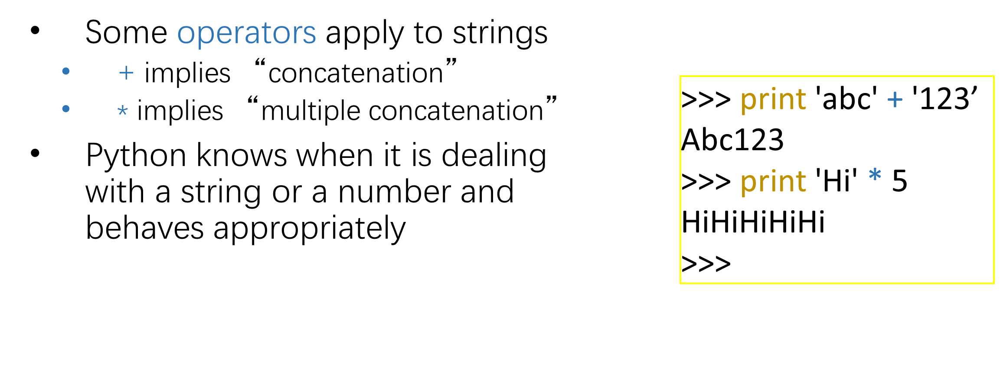 • Some operators apply to strings
• + implies “concatenation”
• * implies “multiple concatenation”
• Python knows when it is dealing
with a string or a number and
behaves appropriately
>>> print 'abc' + '123’
Abc123
>>> print 'Hi' * 5
HiHiHiHiHi
>>>